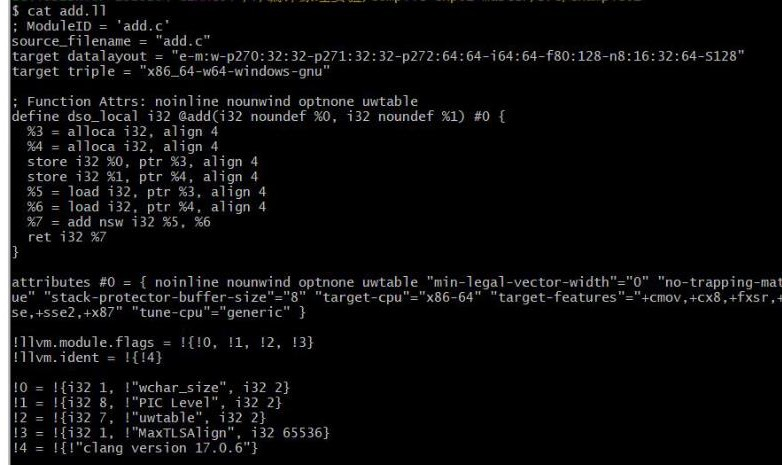 $ cat add.ll
; ModuleID = 'add.c'
source_filename = "add.c"
target datalayout = "e-m:w-p270:32:32-p271:32:32-p272:64:64-i64:64-f80:128-n8:16:32:64-S128"
target triple = "x86_64-w64-windows-gnu"
; Function Attrs: noinline nounwind optnone uwtable
define dso_local i32 @add(i32 noundef %0, i32 noundef %1) #0 {
%3 = alloca i32, align 4
%4 = alloca i32, align 4
store i32 %0, ptr %3, align 4
store i32 %1, ptr %4, align 4
%5 = load i32, ptr %3, align 4
%6 = load i32, ptr %4, align 4
%7 = add nsw i32 %5, %6
ret i32 %7
}
attributes #0 = { noinline nounwind optnone uwtable "min-legal-vector-width"="0" "no-trapping-mat
ue" "stack-protector-buffer-size"="8" "target-cpu"="x86-64" "target-features"="+cmov,+cx8,+fxsr,+
se,+sse2,+x87" "tune-cpu"="generic" }
!llvm.module.flags = !{!0, !1, !2, !3}
!llvm.ident = !{!4}
!0 = !{i32 1, !"wchar_size", i32 2}
!1 = !{i32 8, !"PIC Level", i32 2}
!2 = !{i32 7, !"uwtable", i32 2}
!3 = !{i32 1, !"MaxTLSAlign", i32 65536}
!4 = !{!"clang version 17.0.6"}